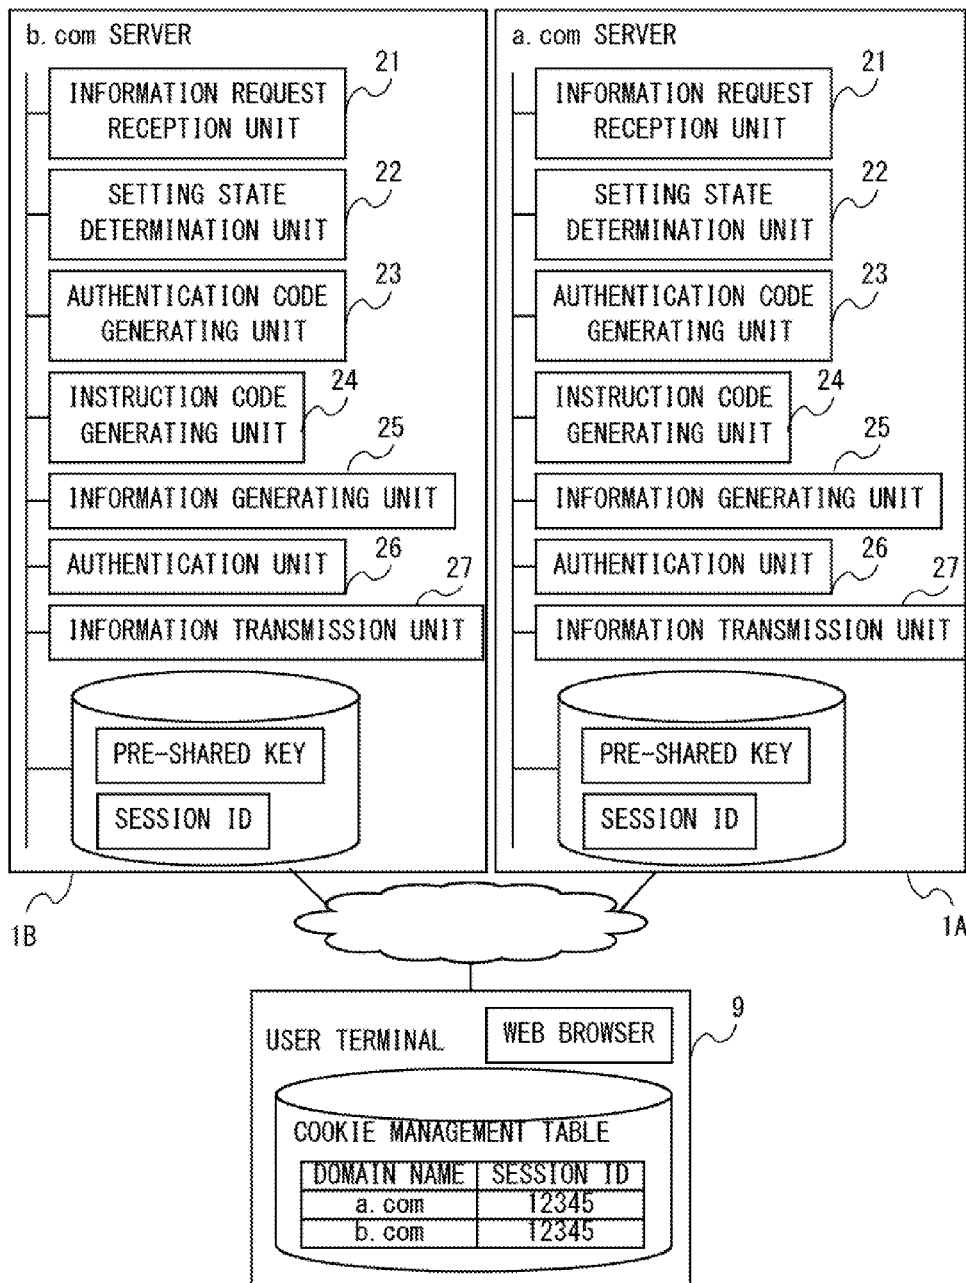 b.com SERVER
21
INFORMATION REQUEST
RECEPTION UNIT
22
SETTING STATE
DETERMINATION UNIT
23
AUTHENTICATION CODE
GENERATING UNIT
24
INSTRUCTION CODE
GENERATING UNIT
25
INFORMATION GENERATING UNIT
26
AUTHENTICATION UNIT
27
INFORMATION TRANSMISSION UNIT
PRE-SHARED KEY
SESSION ID
1B
a.com SERVER
21
INFORMATION REQUEST
RECEPTION UNIT
22
SETTING STATE
DETERMINATION UNIT
23
AUTHENTICATION CODE
GENERATING UNIT
24
INSTRUCTION CODE
GENERATING UNIT
25
INFORMATION GENERATING UNIT
26
AUTHENTICATION UNIT
27
INFORMATION TRANSMISSION UNIT
PRE-SHARED KEY
SESSION ID
1A
9
USER TERMINAL
WEB BROWSER
COOKIE MANAGEMENT TABLE
DOMAIN NAME SESSION ID
a.com 12345
b.com 12345